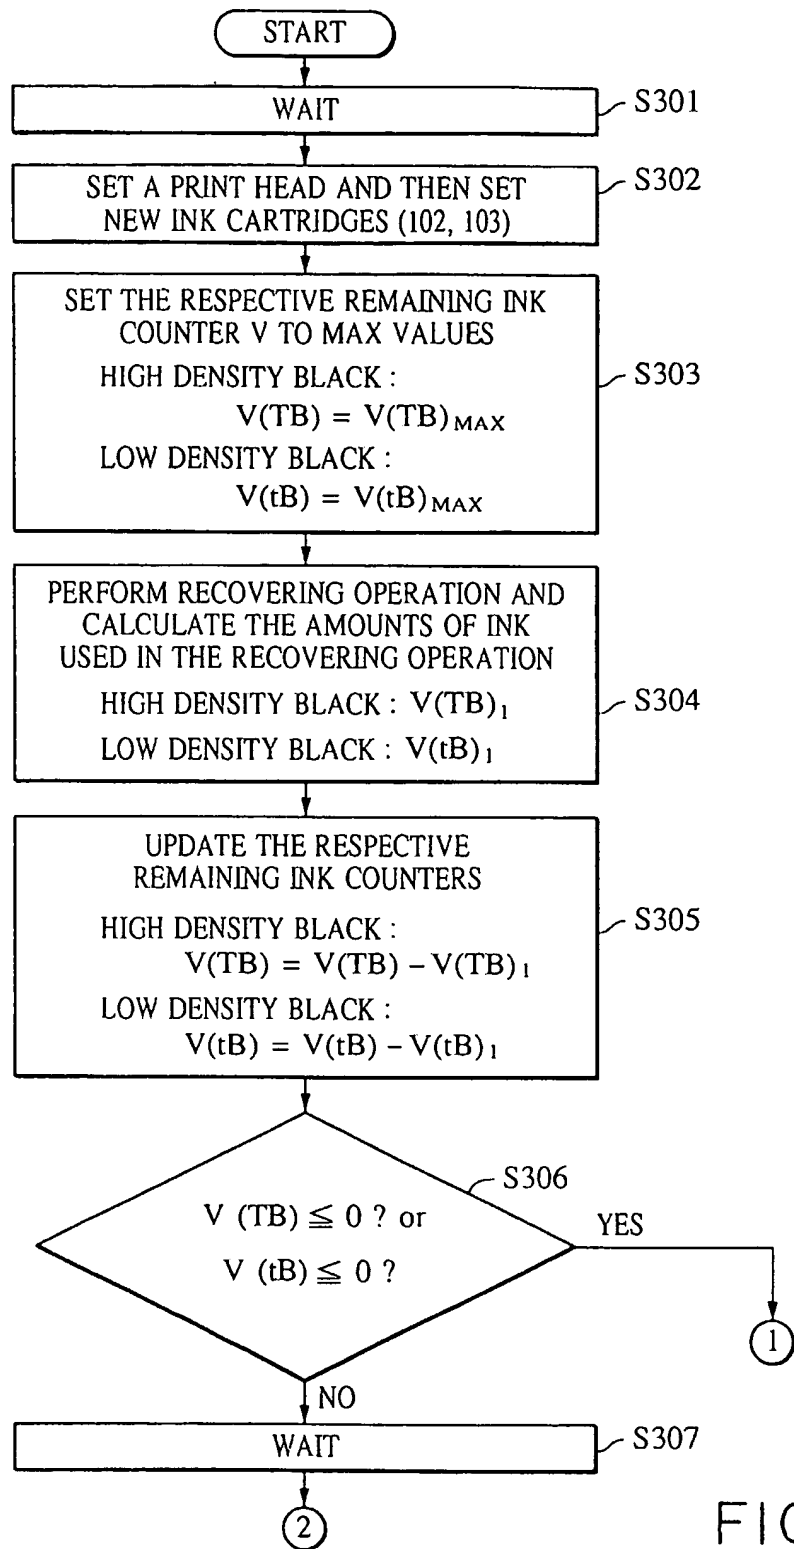 START
WAIT
S301
SET A PRINT HEAD AND THEN SET
NEW INK CARTRIDGES (102, 103)
S302
SET THE RESPECTIVE REMAINING INK
COUNTER V TO MAX VALUES
HIGH DENSITY BLACK :
V(TB) = V(TB)MAX
LOW DENSITY BLACK :
V(tB) = V(tB)MAX
S303
PERFORM RECOVERING OPERATION AND
CALCULATE THE AMOUNTS OF INK
USED IN THE RECOVERING OPERATION
HIGH DENSITY BLACK : V(TB)1
LOW DENSITY BLACK : V(tB)1
S304
UPDATE THE RESPECTIVE
REMAINING INK COUNTERS
HIGH DENSITY BLACK :
V(TB) = V(TB) – V(TB)1
LOW DENSITY BLACK :
V(tB) = V(tB) – V(tB)1
S305
S306
V (TB) ≦ 0 ? or
V (tB) ≦ 0 ?
YES
1
NO
WAIT
S307
2
FIG